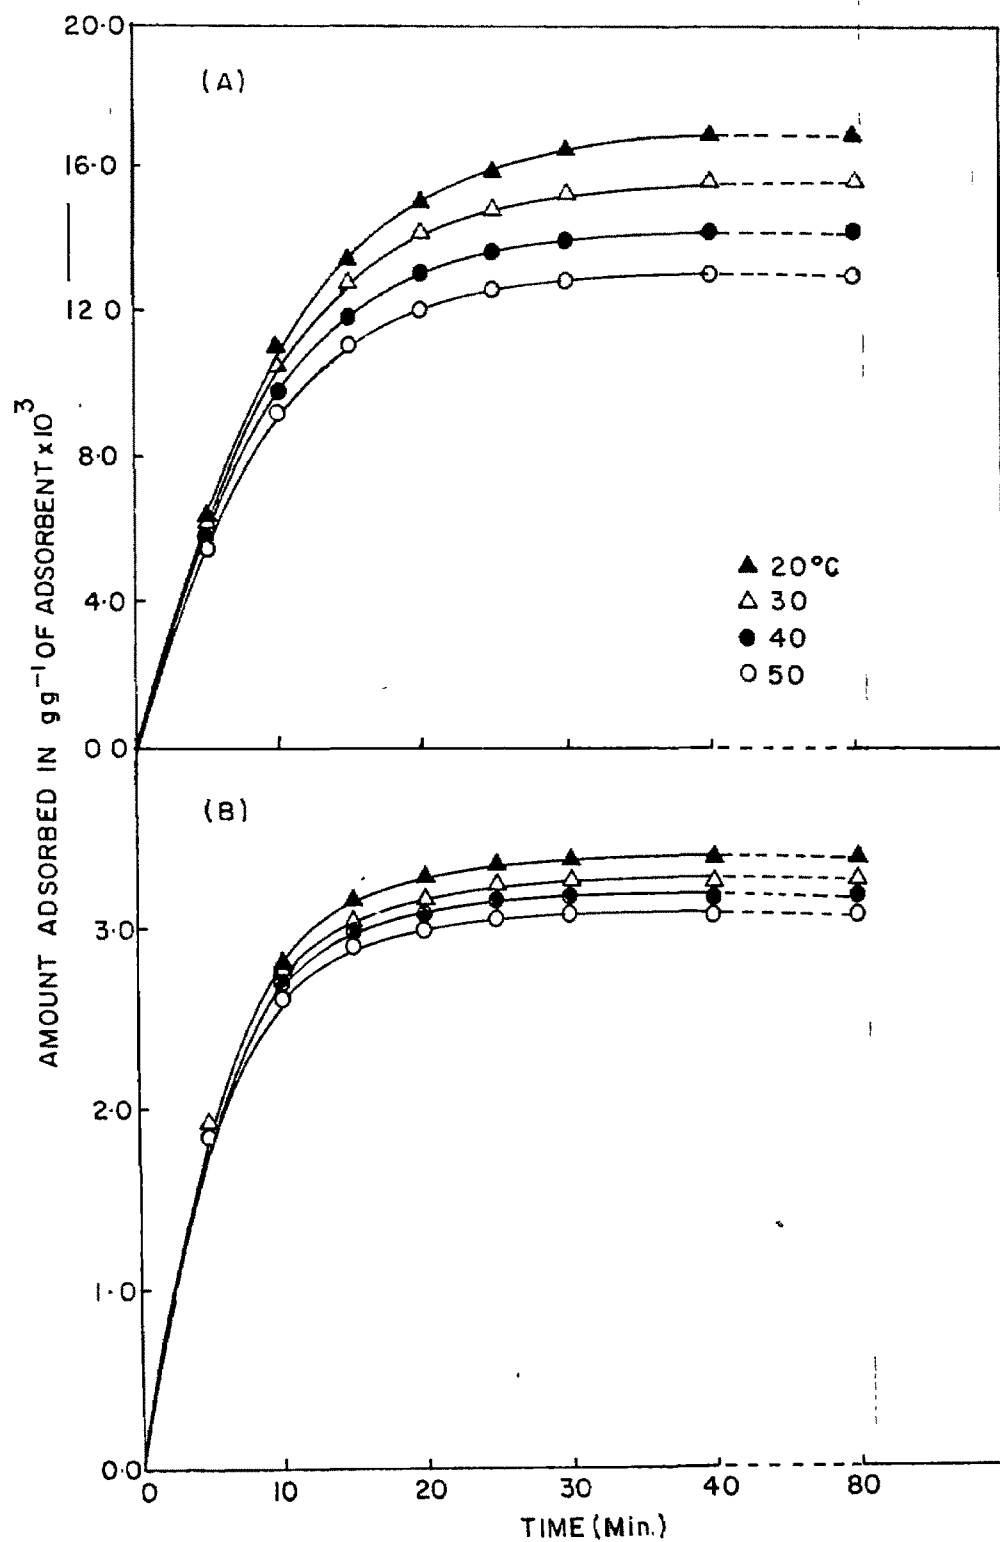 AMOUNT ADSORBED IN gg⁻¹ OF ADSORBENT x10³
20·0
(A)
16·0
12 0
8·0
4·0
0 0
▲ 20°C
△ 30
● 40
○ 50
(B)
3·0
2·0
1·0
0·0
0 10 20 30 40 80
TIME (Min.)